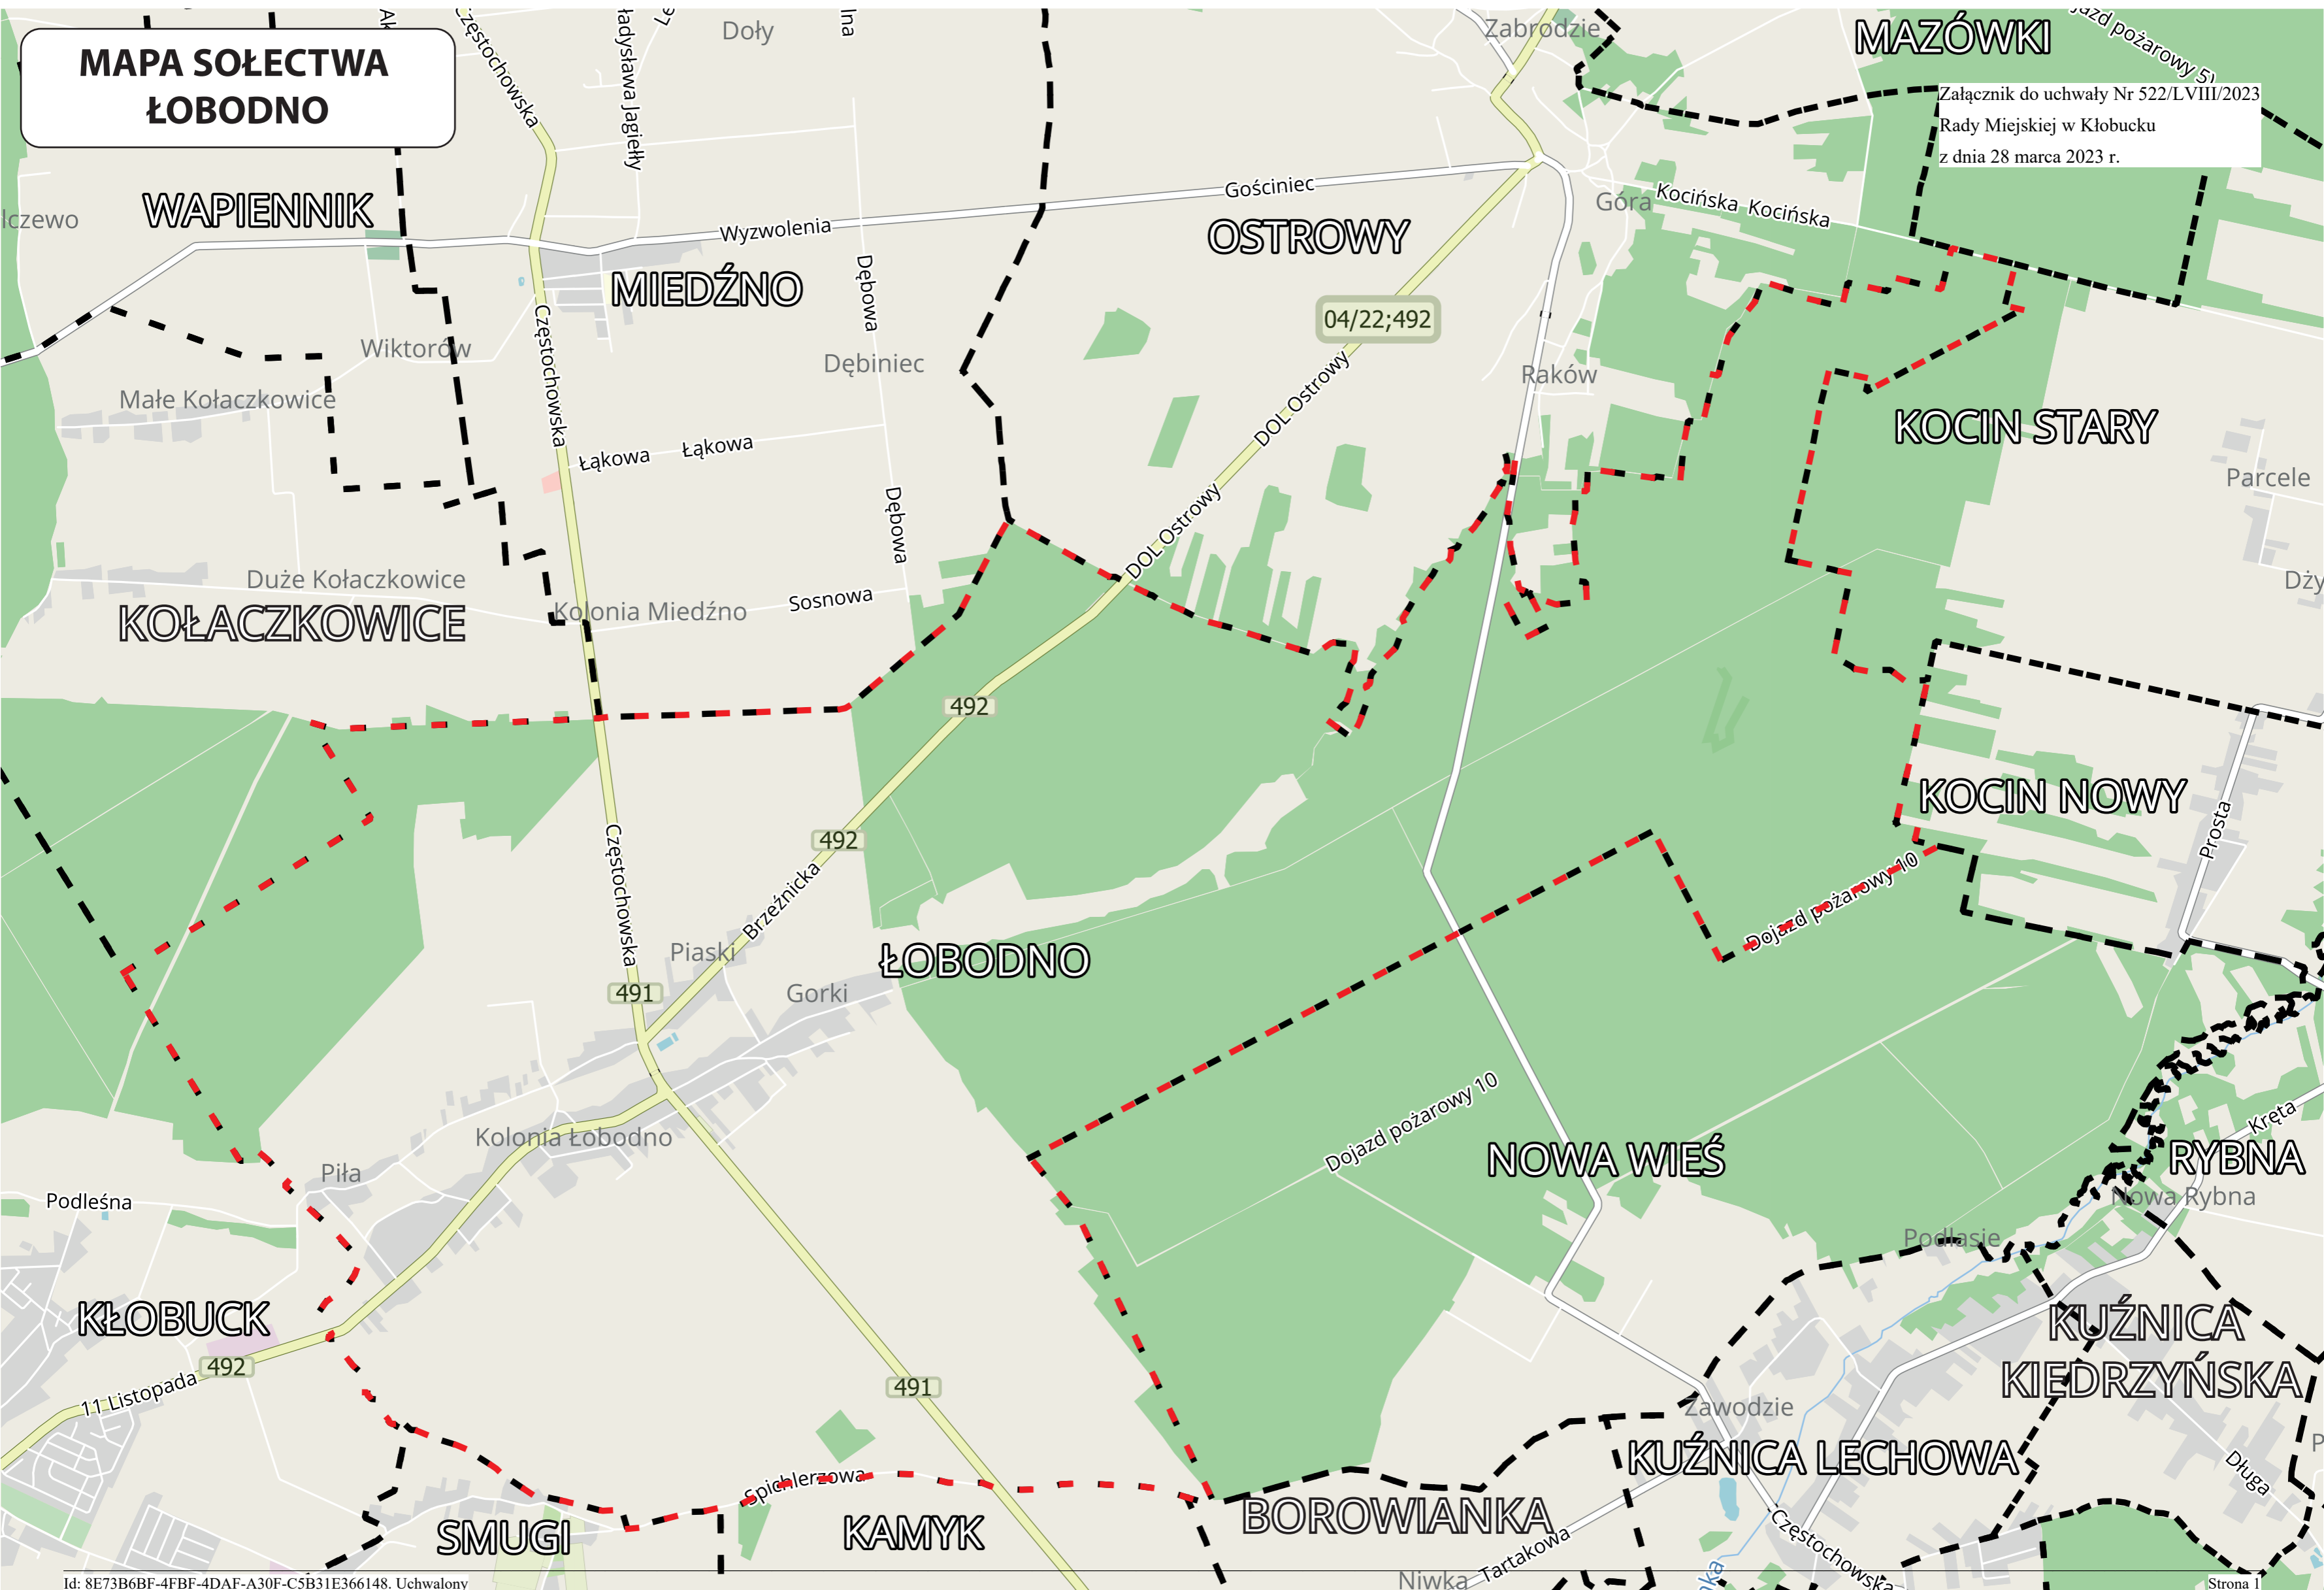 MAPA SOŁECTWA
ŁOBODNO
Załącznik do uchwały Nr 522/LVIII/2023
Rady Miejskiej w Kłobucku
z dnia 28 marca 2023 r.
Częstochowska
Doły
Zabrodzie
MAZÓWKI
WAPIENNIK
Wyzwolenia
Gościniec
OSTROWY
Góra
Kocińska
Kocińska
MIEDŹNO
Dębowa
04/22;492
Wiktorów
Dębiniec
Raków
Małe Kołaczkowice
Częstochowska
DOL Ostrowy
KOCIN STARY
Łąkowa
Łąkowa
Parcele
Dębowa
DOL Ostrowy
Duże Kołaczkowice
KOŁACZKOWICE
Kolonia Miedźno
Sosnowa
492
KOCIN NOWY
Prosta
492
Częstochowska
Brzeźnicka
Dojazd pożarowy 10
Piaski
ŁOBODNO
491
Gorki
Kolonia Łobodno
Dojazd pożarowy 10
NOWA WIEŚ
Kręta
RYBNA
Nowa Rybna
Piła
Podleśna
Podlasie
KŁOBUCK
492
11 Listopada
491
KUŹNICA
KIEDRZYŃSKA
Zawodzie
KUŹNICA LECHOWA
Długa
Spichlerzowa
SMUGI
KAMYK
BOROWIANKA
Tartakowa
Częstochowska
Niwka
Id: 8E73B6BF-4FBF-4DAF-A30F-C5B31E366148. Uchwalony
Strona 1